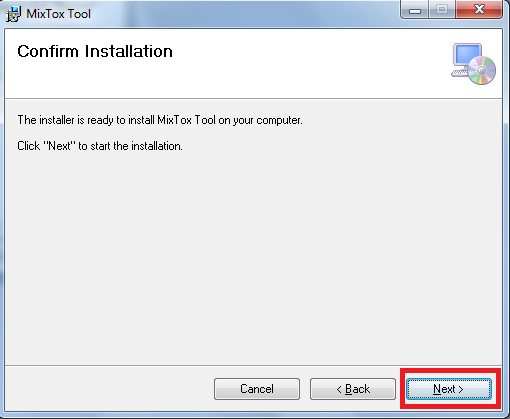 MixTox Tool
Confirm Installation
The installer is ready to install MixTox Tool on your computer.
Click "Next" to start the installation.
Cancel
< Back
Next >